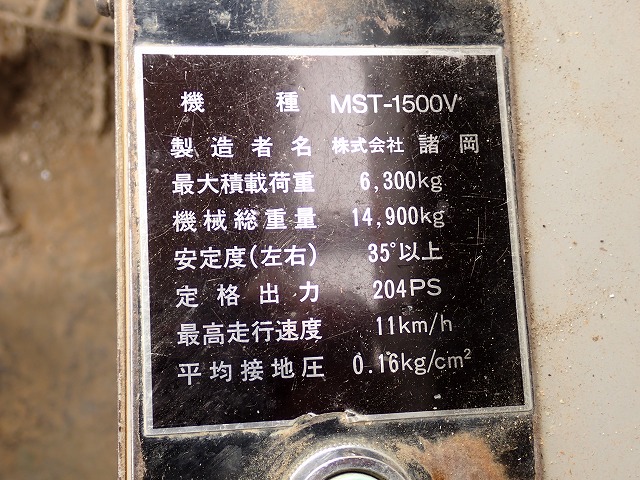 機種 MST-1500V
製造者名 株式会社 諸岡
最大積載荷重 6,300kg
機械総重量 14,900kg
安定度(左右) 35°以上
定格出力 204PS
最高走行速度 11km/h
平均接地圧 0.16kg/cm²